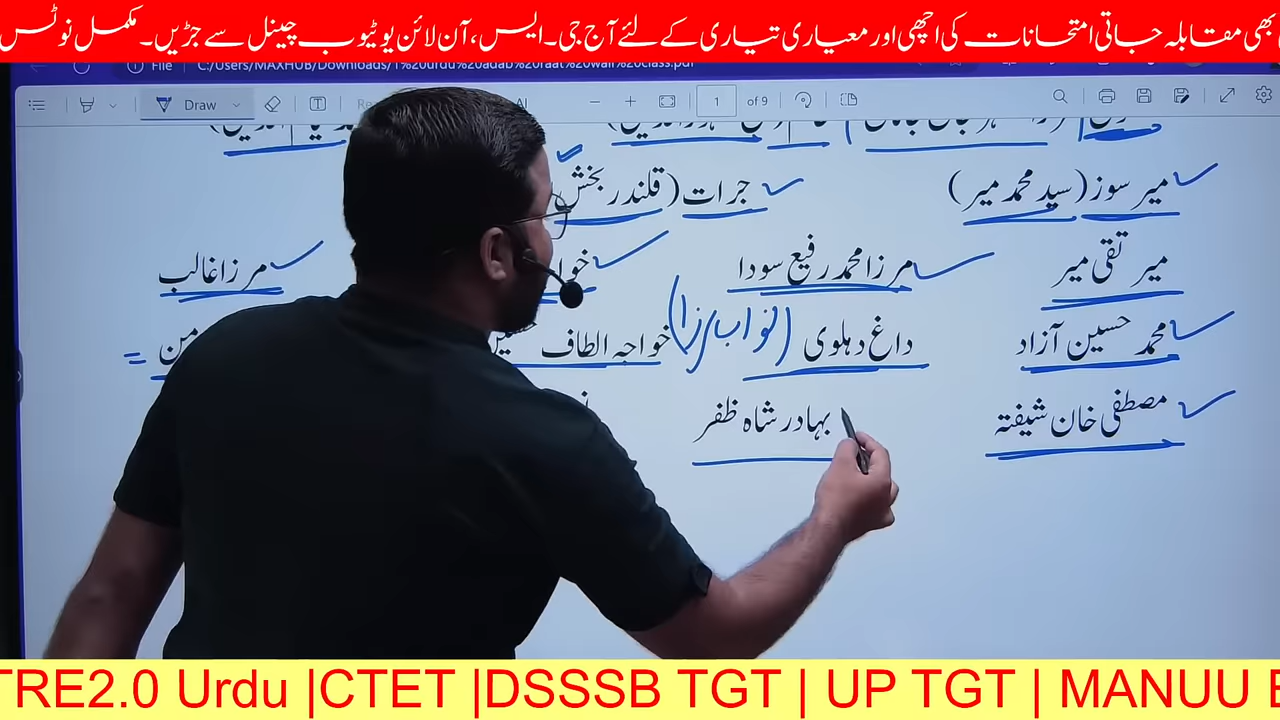 بھی مقابلہ جاتی امتحانات کی اچھی اور معیاری تیاری کے لئے آج جی۔ایس، آن لائن یوٹیوب چینل سے جڑیں۔ مکمل نوٹس
File C:/Users/MAXHUB/Downloads/1%20urdu%20adab%20raat%20wali%20class.pdf
Draw 1 of 9
میر سوز (سید محمد میر) جرات (قلندر بخش
میر تقی میر مرزا محمد رفیع سودا مرزا غالب
محمد حسین آزاد داغ دہلوی (نواب مرزا) خواجہ الطاف
مصطفی خان شیفتہ بہادر شاہ ظفر
TRE2.0 Urdu |CTET |DSSSB TGT | UP TGT | MANUU